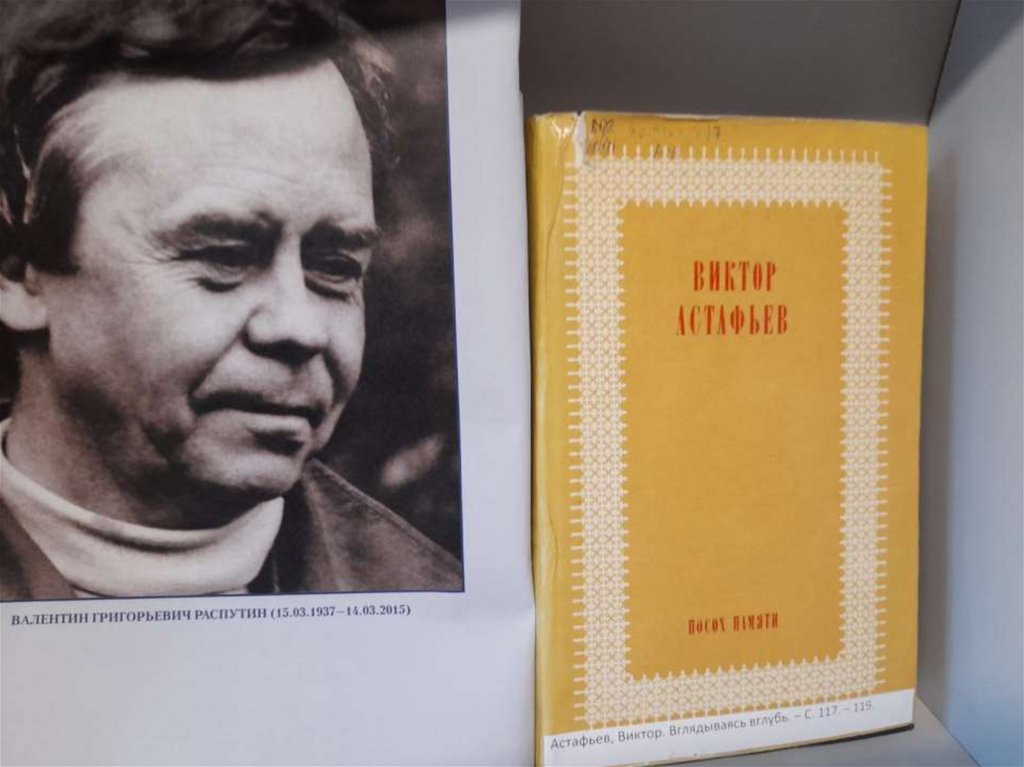 ВАЛЕНТИН ГРИГОРЬЕВИЧ РАСПУТИН (15.03.1937—14.03.2015)
ВИКТОР
АСТАФЬЕВ
ПОСОХ ПАМЯТИ
Астафьев, Виктор. Вглядываясь вглубь. – С. 117. – 119.